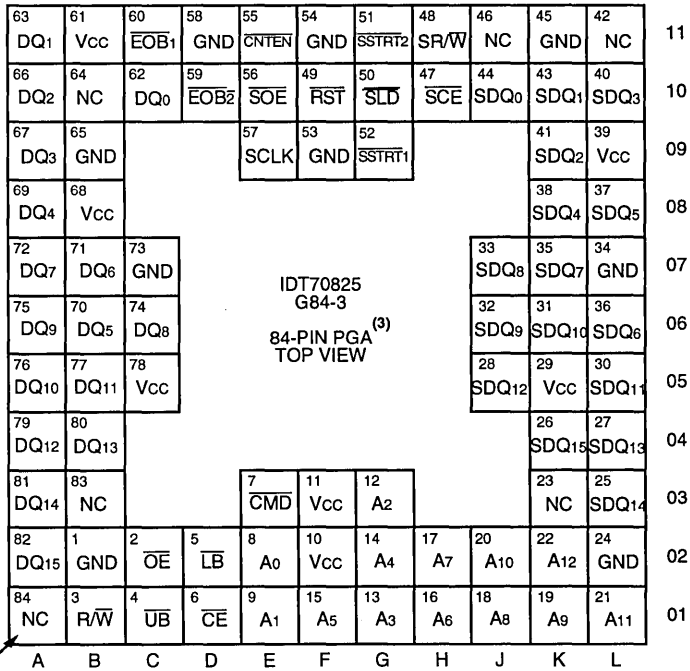 63 61 60 58 55 54 51 48 46 45 42
DQ1 VCC EOB1 GND CNTEN GND SSTRT2 SR/W NC GND NC 11
66 64 62 59 56 49 50 47 44 43 40
DQ2 NC DQ0 EOB2 SOE RST SLD SCE SDQ0 SDQ1 SDQ3 10
67 65 57 53 52 41 39
DQ3 GND SCLK GND SSTRT1 SDQ2 VCC 09
69 68 38 37
DQ4 VCC SDQ4 SDQ5 08
72 71 73 33 35 34
DQ7 DQ6 GND SDQ8 SDQ7 GND 07
IDT70825
G84-3
75 70 74 32 31 36
DQ9 DQ5 DQ8 SDQ9 SDQ10 SDQ6 06
84-PIN PGA(3)
TOP VIEW
76 77 78 28 29 30
DQ10 DQ11 VCC SDQ12 VCC SDQ11 05
79 80 26 27
DQ12 DQ13 SDQ15 SDQ13 04
81 83 7 11 12 23 25
DQ14 NC CMD VCC A2 NC SDQ14 03
82 1 2 5 8 10 14 17 20 22 24
DQ15 GND OE LB A0 VCC A4 A7 A10 A12 GND 02
84 3 4 6 9 15 13 16 18 19 21
NC R/W UB CE A1 A5 A3 A6 A8 A9 A11 01
A B C D E F G H J K L